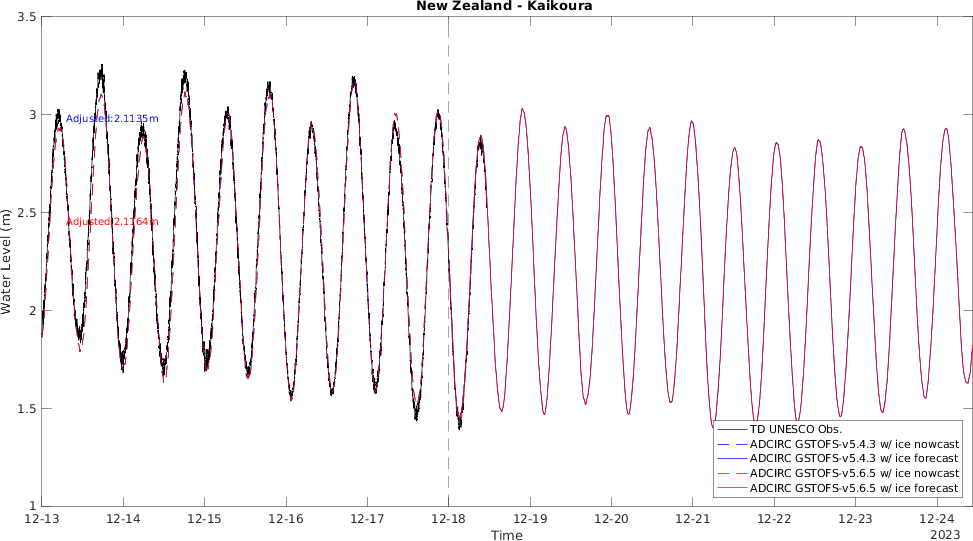 New Zealand - Kaikoura
Water Level (m)
3.5
3
2.5
2
1.5
1
Adjusted:2.1135m
Adjusted:2.1164m
TD UNESCO Obs.
ADCIRC GSTOFS-v5.4.3 w/ ice nowcast
ADCIRC GSTOFS-v5.4.3 w/ ice forecast
ADCIRC GSTOFS-v5.6.5 w/ ice nowcast
ADCIRC GSTOFS-v5.6.5 w/ ice forecast
12-13 12-14 12-15 12-16 12-17 12-18 12-19 12-20 12-21 12-22 12-23 12-24
Time
2023